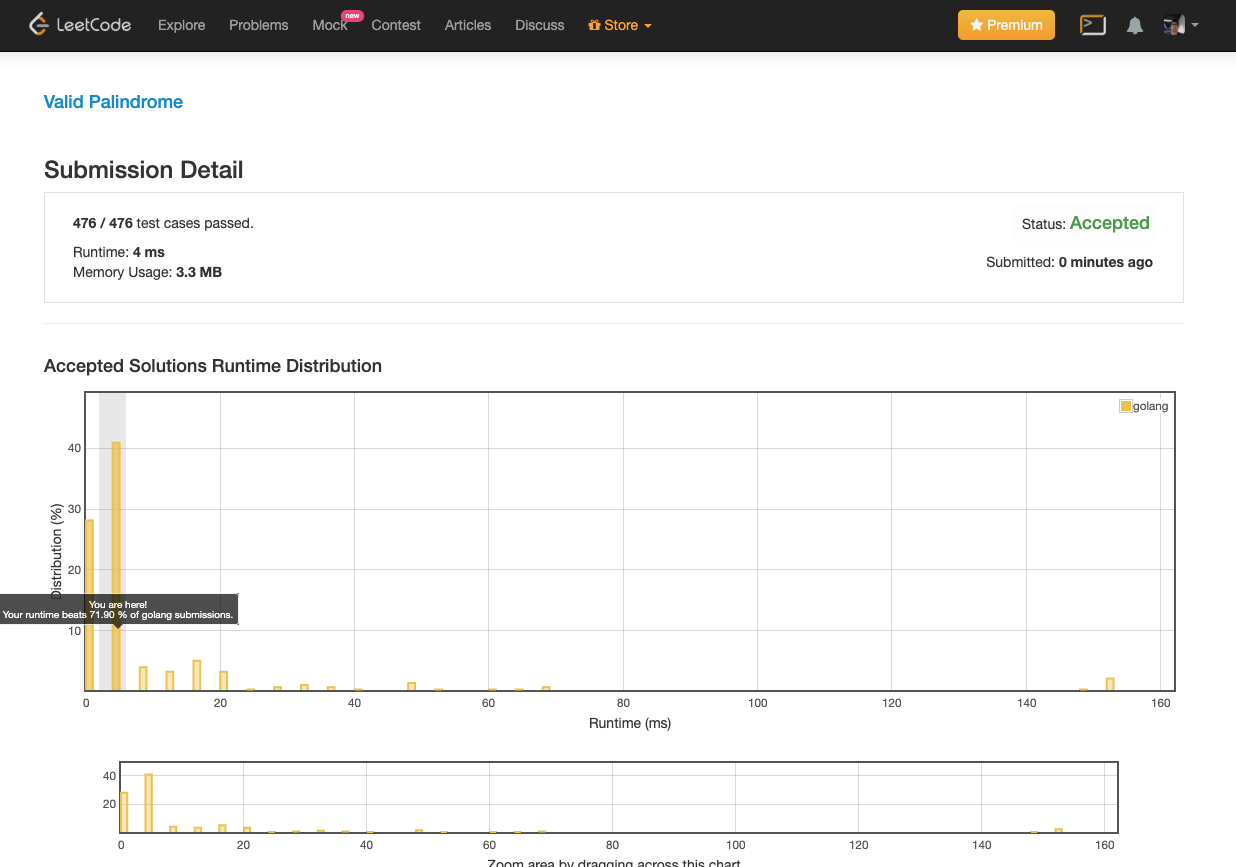 LeetCode Explore Problems Mock new Contest Articles Discuss Store Premium
Valid Palindrome
Submission Detail
476 / 476 test cases passed.
Status: Accepted
Runtime: 4 ms
Submitted: 0 minutes ago
Memory Usage: 3.3 MB
Accepted Solutions Runtime Distribution
golang
40
30
20
10
Distribution (%)
You are here!
Your runtime beats 71.90 % of golang submissions.
0 20 40 60 80 100 120 140 160
Runtime (ms)
40
20
0 20 40 60 80 100 120 140 160
Zoom area by dragging across this chart